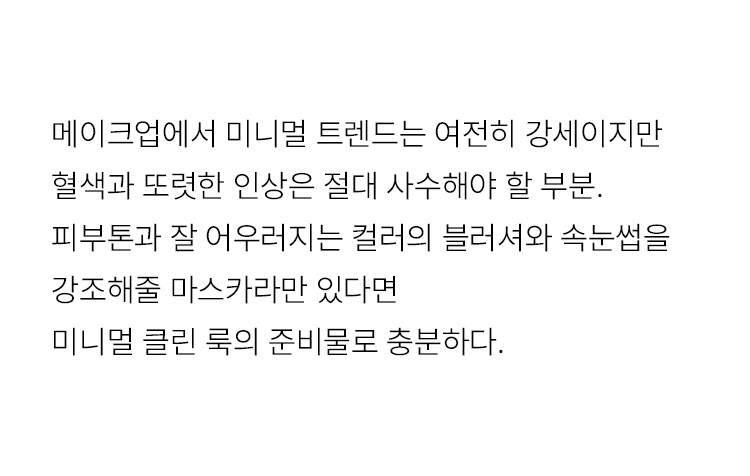 메이크업에서 미니멀 트렌드는 여전히 강세이지만
혈색과 또렷한 인상은 절대 사수해야 할 부분.
피부톤과 잘 어우러지는 컬러의 블러셔와 속눈썹을
강조해줄 마스카라만 있다면
미니멀 클린 룩의 준비물로 충분하다.